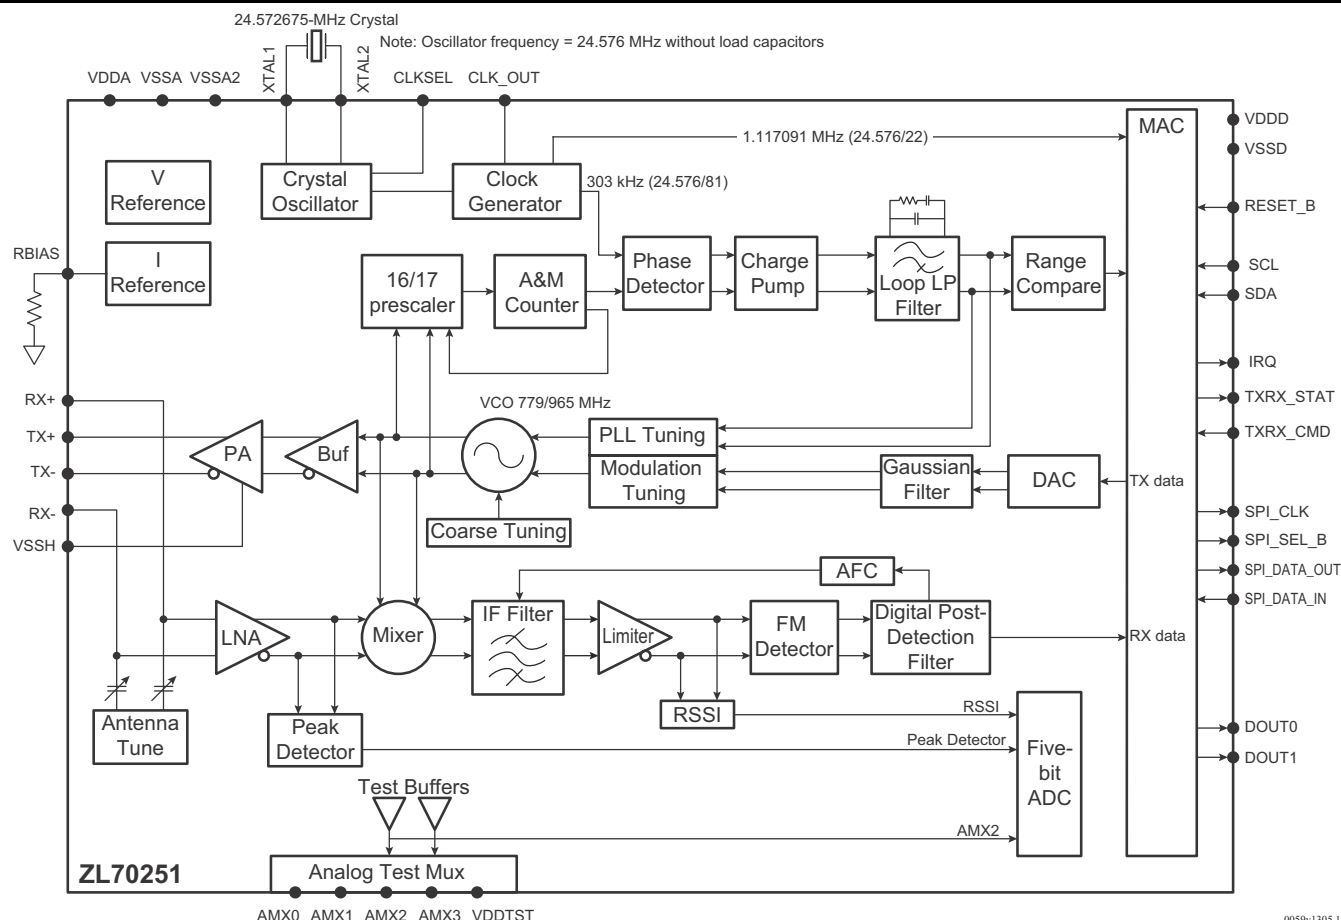 24.572675-MHz Crystal
Note: Oscillator frequency = 24.576 MHz without load capacitors
XTAL1
XTAL2
VDDA VSSA VSSA2
CLKSEL CLK_OUT
VDDD
VSSD
MAC
1.117091 MHz (24.576/22)
V
Reference
Crystal
Oscillator
Clock
Generator
303 kHz (24.576/81)
RESET_B
RBIAS
I
Reference
16/17
prescaler
A&M
Counter
Phase
Detector
Charge
Pump
Loop LP
Filter
Range
Compare
SCL
SDA
IRQ
RX+
TX+
TX-
RX-
VSSH
VCO 779/965 MHz
PA
Buf
PLL Tuning
Modulation
Tuning
Gaussian
Filter
DAC
TX data
TXRX_STAT
TXRX_CMD
Coarse Tuning
SPI_CLK
SPI_SEL_B
SPI_DATA_OUT
SPI_DATA_IN
AFC
LNA
Mixer
IF Filter
Limiter
FM
Detector
Digital Post-
Detection
Filter
RX data
Antenna
Tune
Peak
Detector
RSSI
RSSI
Peak Detector
AMX2
Five-
bit
ADC
DOUT0
DOUT1
Test Buffers
Analog Test Mux
ZL70251
AMX0 AMX1 AMX2 AMX3 VDDTST
0059v1305.1